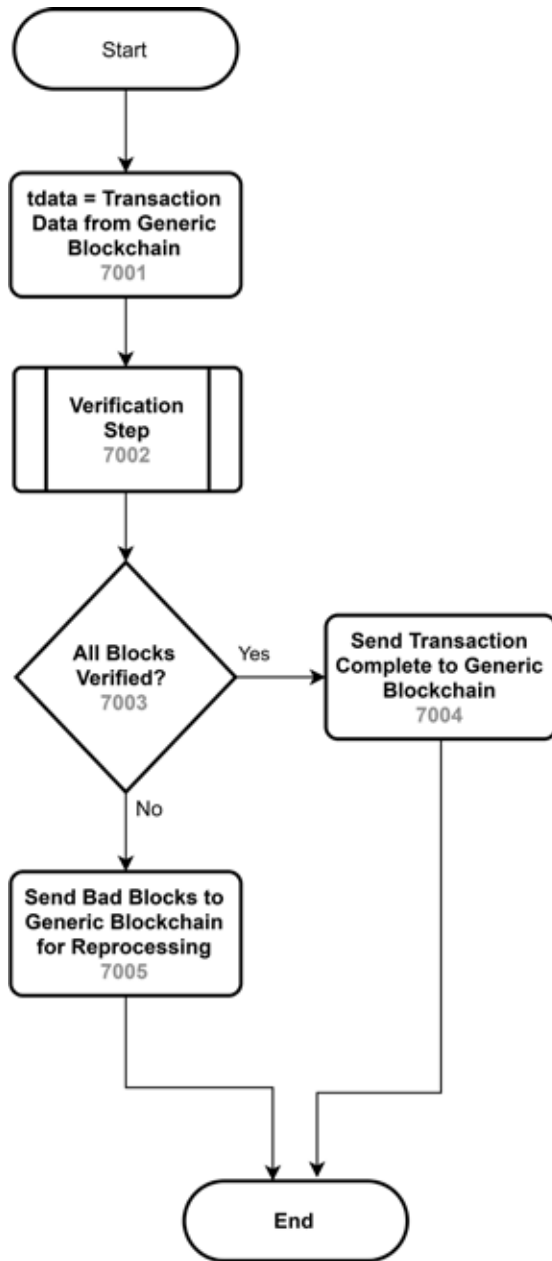 Start
tdata = Transaction
Data from Generic
Blockchain
7001
Verification
Step
7002
All Blocks
Verified?
7003
Yes
Send Transaction
Complete to Generic
Blockchain
7004
No
Send Bad Blocks to
Generic Blockchain
for Reprocessing
7005
End